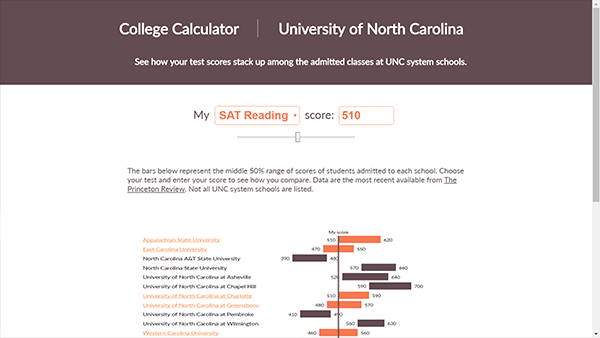 College Calculator | University of North Carolina
See how your test scores stack up among the admitted classes at UNC system schools.
My SAT Reading score: 510
The bars below represent the middle 50% range of scores of students admitted to each school. Choose
your test and enter your score to see how you compare. Data are the most recent available from The
Princeton Review. Not all UNC system schools are listed.
My score
Appalachian State University 510 620
East Carolina University 470 550
North Carolina A&T State University 390
North Carolina State University 570 660
University of North Carolina at Asheville 520 640
University of North Carolina at Chapel Hill 590 700
University of North Carolina at Charlotte 510 590
University of North Carolina at Greensboro 480 570
University of North Carolina at Pembroke 410
University of North Carolina at Wilmington 560 630
Western Carolina University 460 560